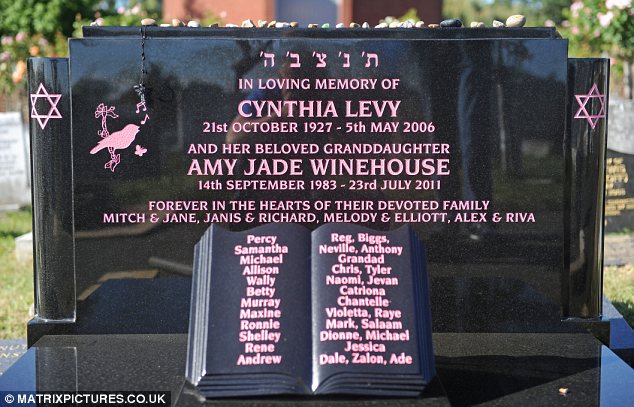 ת' נ' צ' ב' ה'
IN LOVING MEMORY OF
CYNTHIA LEVY
21st OCTOBER 1927 - 5th MAY 2006
AND HER BELOVED GRANDDAUGHTER
AMY JADE WINEHOUSE
14th SEPTEMBER 1983 - 23rd JULY 2011
FOREVER IN THE HEARTS OF THEIR DEVOTED FAMILY
MITCH & JANE, JANIS & RICHARD, MELODY & ELLIOTT, ALEX & RIVA
Percy
Samantha
Michael
Allison
Wally
Betty
Murray
Maxine
Ronnie
Shelley
Rene
Andrew
Reg, Biggs,
Neville, Anthony
Grandad
Chris, Tyler
Naomi, Jevan
Catriona
Chantelle
Violetta, Raye
Mark, Salaam
Dionne, Michael
Jessica
Dale, Zalon, Ade
© MATRIXPICTURES.CO.UK